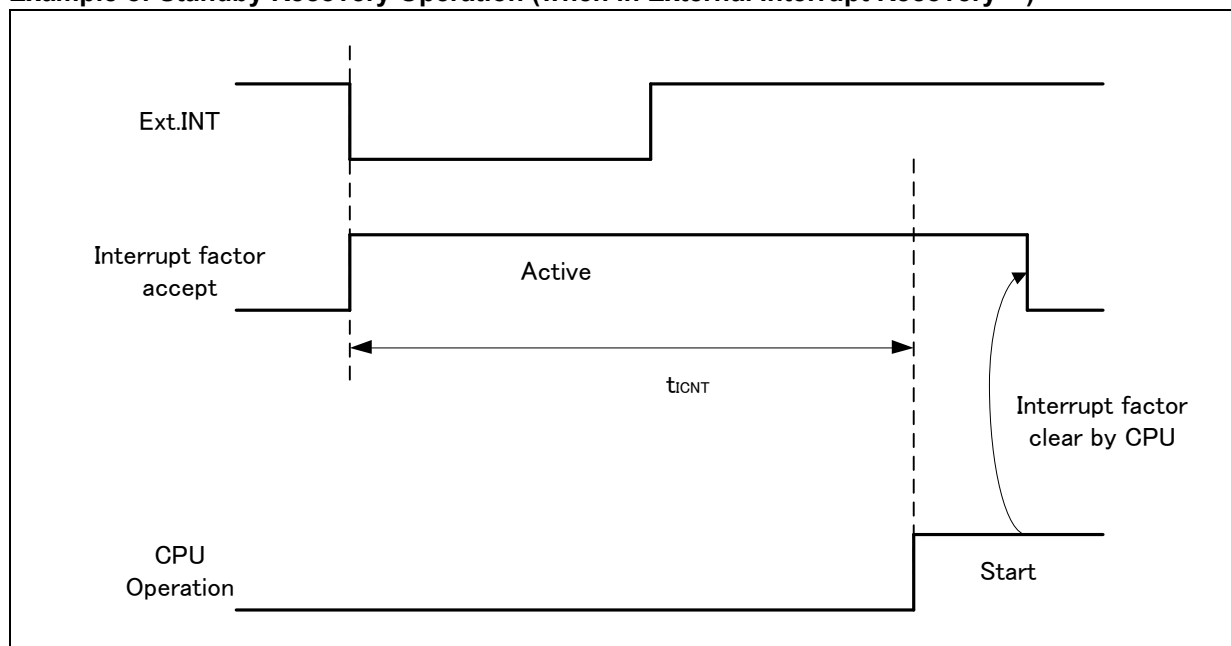 Ext.INT
Interrupt factor
accept
Active
tICNT
Interrupt factor
clear by CPU
CPU
Operation
Start